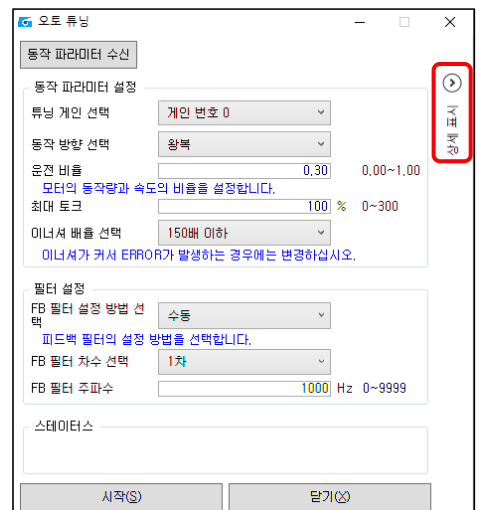 오토 튜닝
동작 파라미터 수신
상세 표시
동작 파라미터 설정
튜닝 게인 선택 게인 번호 0
동작 방향 선택 왕복
운전 비율 0.30 0.00~1.00
모터의 동작량과 속도의 비율을 설정합니다.
최대 토크 100 % 0~300
이너셔 배율 선택 150배 이하
이너셔가 커서 ERROR가 발생하는 경우에는 변경하십시오.
필터 설정
FB 필터 설정 방법 선
택 수동
피드백 필터의 설정 방법을 선택합니다.
FB 필터 차수 선택 1차
FB 필터 주파수 1000 Hz 0~9999
스테이터스
시작(S) 닫기(X)